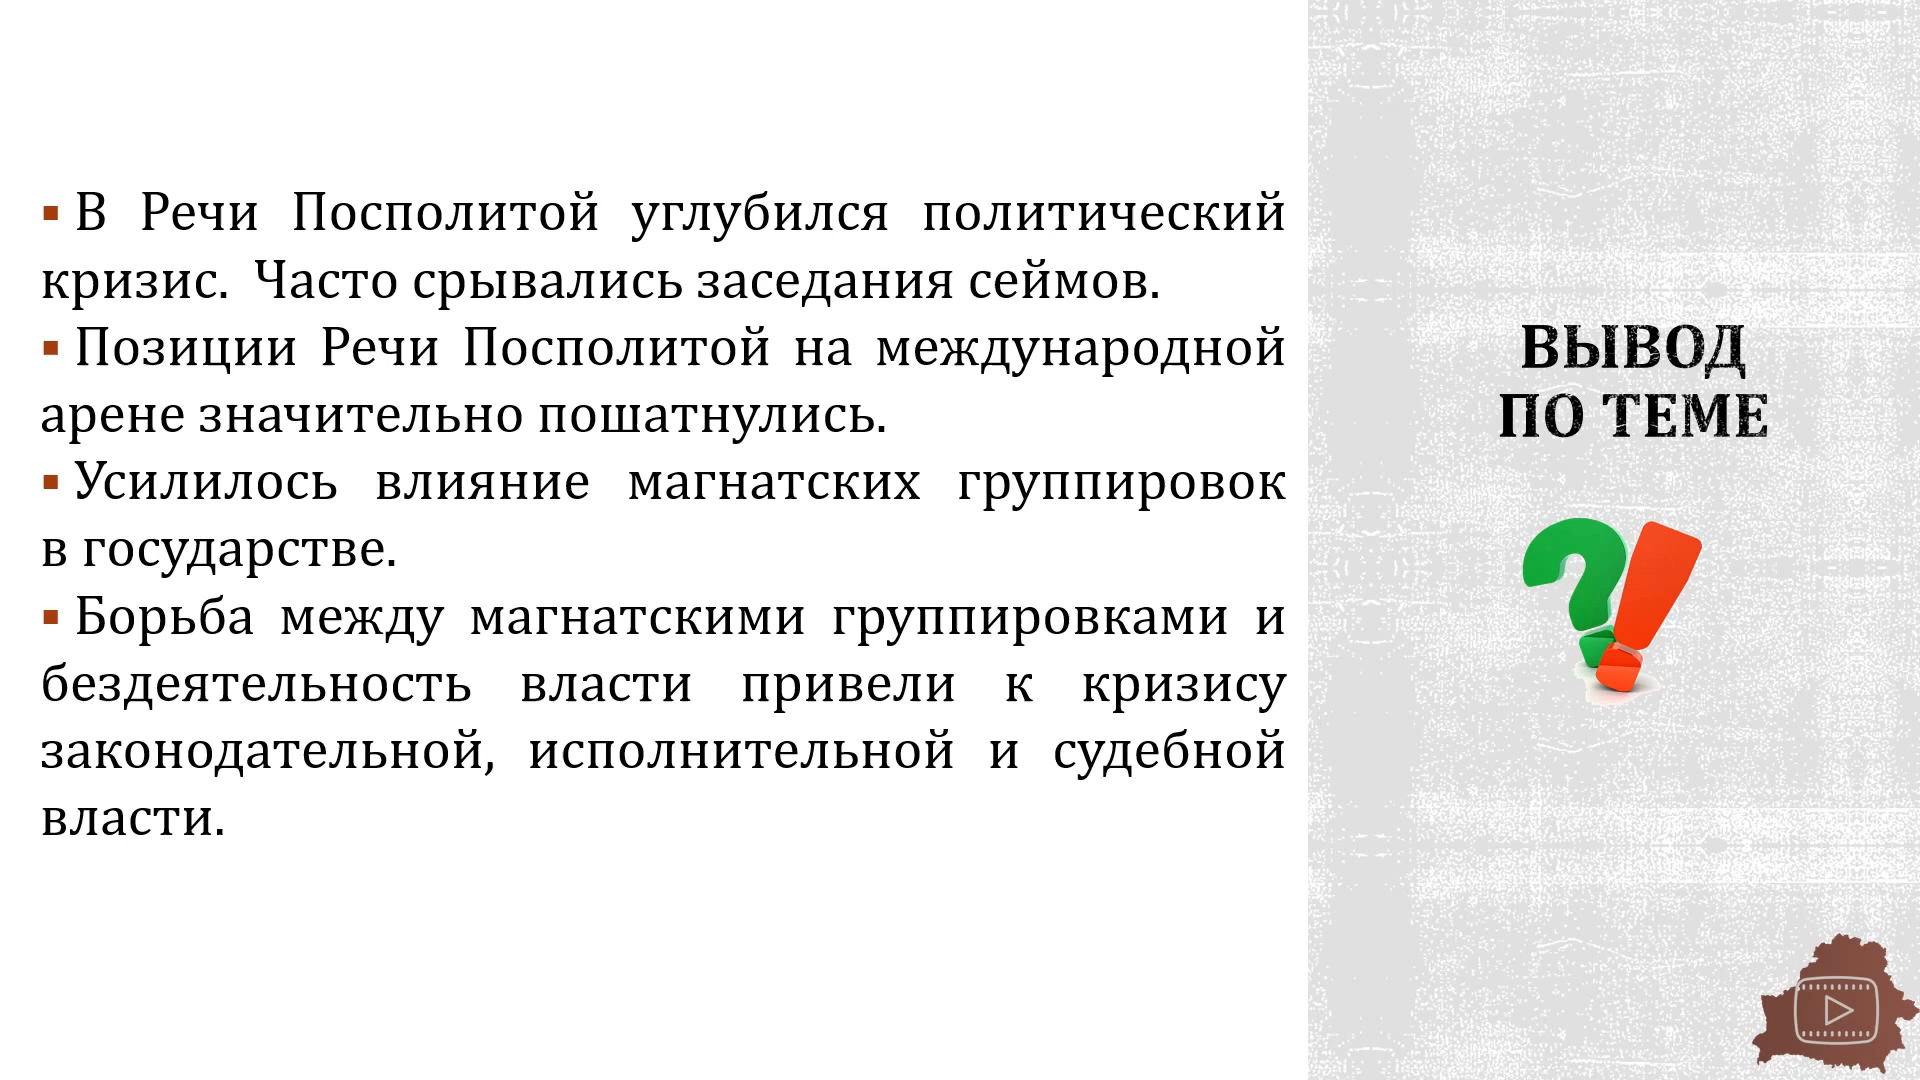 ▪ В Речи Посполитой углубился политический
кризис. Часто срывались заседания сеймов.
▪ Позиции Речи Посполитой на международной
арене значительно пошатнулись.
▪ Усилилось влияние магнатских группировок
в государстве.
▪ Борьба между магнатскими группировками и
бездеятельность власти привели к кризису
законодательной, исполнительной и судебной
власти.
ВЫВОД
ПО ТЕМЕ
?!